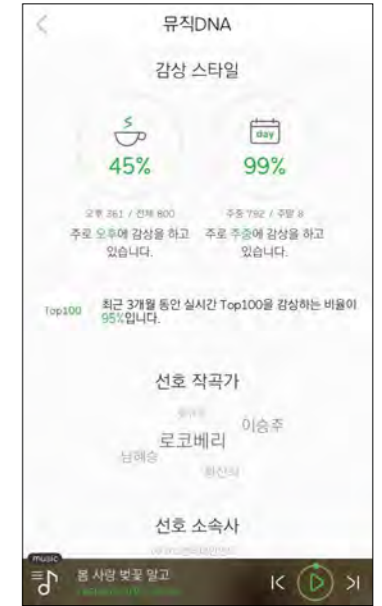 뮤직DNA
감상 스타일
day
45%
99%
오후 361 / 전체 800
주중 792 / 주말 8
주로 오후에 감상을 하고
있습니다.
주로 주중에 감상을 하고
있습니다.
Top100
최근 3개월 동안 실시간 Top100을 감상하는 비율이
95%입니다.
선호 작곡가
이승주
로코베리
남혜승
선호 소속사
music
봄 사랑 벚꽃 말고